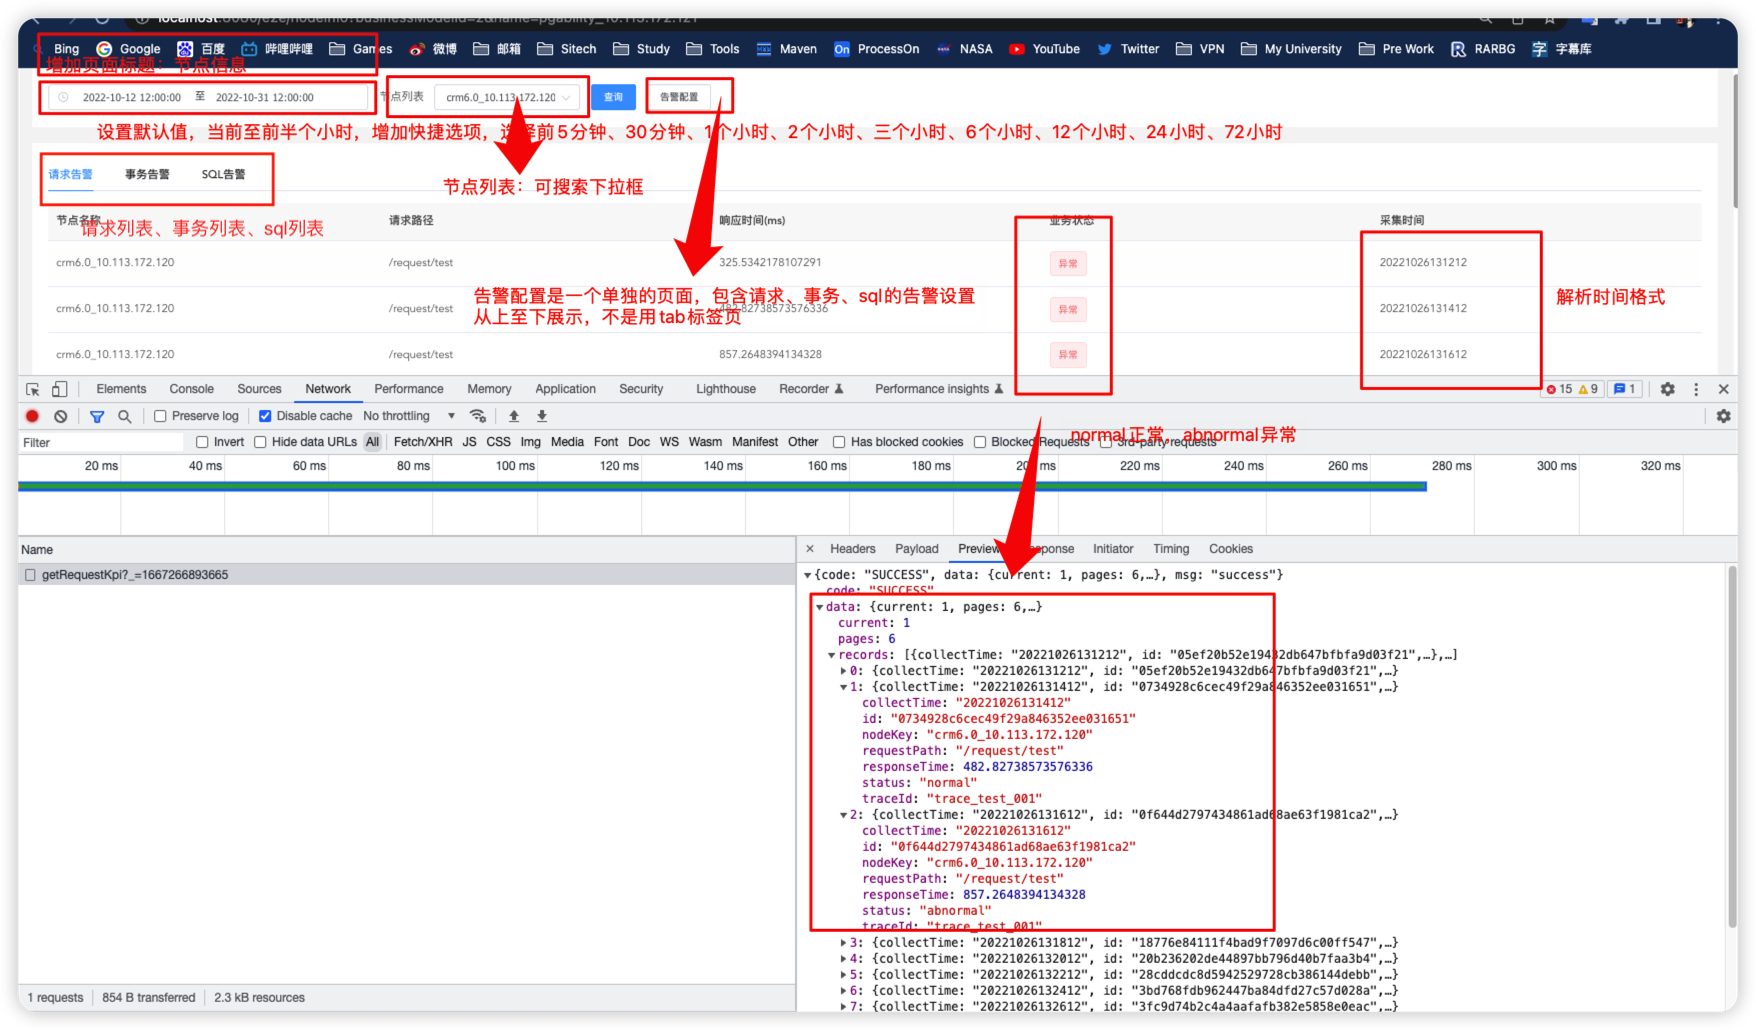 localhost:8080/e2e/nodeInfo?businessModelId=2&name=pgability_10.113.172.121
Bing Google 百度 哔哩哔哩 Games 微博 邮箱 Sitech Study Tools Maven ProcessOn NASA YouTube Twitter VPN My University Pre Work RARBG 字幕库
增加页面标题：节点信息
2022-10-12 12:00:00 至 2022-10-31 12:00:00 节点列表 crm6.0_10.113.172.120 查询 告警配置
设置默认值，当前至前半个小时，增加快捷选项，选择前5分钟、30分钟、1个小时、2个小时、三个小时、6个小时、12个小时、24小时、72小时
请求告警 事务告警 SQL告警
节点列表：可搜索下拉框
节点名称 请求路径 响应时间(ms) 业务状态 采集时间
请求列表、事务列表、sql列表
crm6.0_10.113.172.120 /request/test 325.5342178107291 异常 20221026131212
告警配置是一个单独的页面，包含请求、事务、sql的告警设置
从上至下展示，不是用tab标签页
解析时间格式
crm6.0_10.113.172.120 /request/test 482.82738573576336 异常 20221026131412
crm6.0_10.113.172.120 /request/test 857.2648394134328 异常 20221026131612
Elements Console Sources Network Performance Memory Application Security Lighthouse Recorder Performance insights 15 9 1
Preserve log Disable cache No throttling
normal正常，abnormal异常
Filter Invert Hide data URLs All Fetch/XHR JS CSS Img Media Font Doc WS Wasm Manifest Other Has blocked cookies Blocked Requests 3rd-party requests
20 ms 40 ms 60 ms 80 ms 100 ms 120 ms 140 ms 160 ms 180 ms 200 ms 220 ms 240 ms 260 ms 280 ms 300 ms 320 ms
Name
Headers Payload Preview Response Initiator Timing Cookies
getRequestKpi?_=1667266893665
{code: "SUCCESS", data: {current: 1, pages: 6,…}, msg: "success"}
code: "SUCCESS"
data: {current: 1, pages: 6,…}
current: 1
pages: 6
records: [{collectTime: "20221026131212", id: "05ef20b52e19432db647bfbfa9d03f21",…},…]
0: {collectTime: "20221026131212", id: "05ef20b52e19432db647bfbfa9d03f21",…}
1: {collectTime: "20221026131412", id: "0734928c6cec49f29a846352ee031651",…}
collectTime: "20221026131412"
id: "0734928c6cec49f29a846352ee031651"
nodeKey: "crm6.0_10.113.172.120"
requestPath: "/request/test"
responseTime: 482.82738573576336
status: "normal"
traceId: "trace_test_001"
2: {collectTime: "20221026131612", id: "0f644d2797434861ad68ae63f1981ca2",…}
collectTime: "20221026131612"
id: "0f644d2797434861ad68ae63f1981ca2"
nodeKey: "crm6.0_10.113.172.120"
requestPath: "/request/test"
responseTime: 857.2648394134328
status: "abnormal"
traceId: "trace_test_001"
3: {collectTime: "20221026131812", id: "18776e84111f4bad9f7097d6c00ff547",…}
4: {collectTime: "20221026132012", id: "20b236202de44897bb796d40b7faa3b4",…}
5: {collectTime: "20221026132212", id: "28cddcdc8d5942529728cb386144debb",…}
6: {collectTime: "20221026132412", id: "3bd768fdb962447ba84dfd27c57d028a",…}
7: {collectTime: "20221026132612", id: "3fc9d74b2c4a4aafafb382e5858e0eac",…}
1 requests 854 B transferred 2.3 kB resources